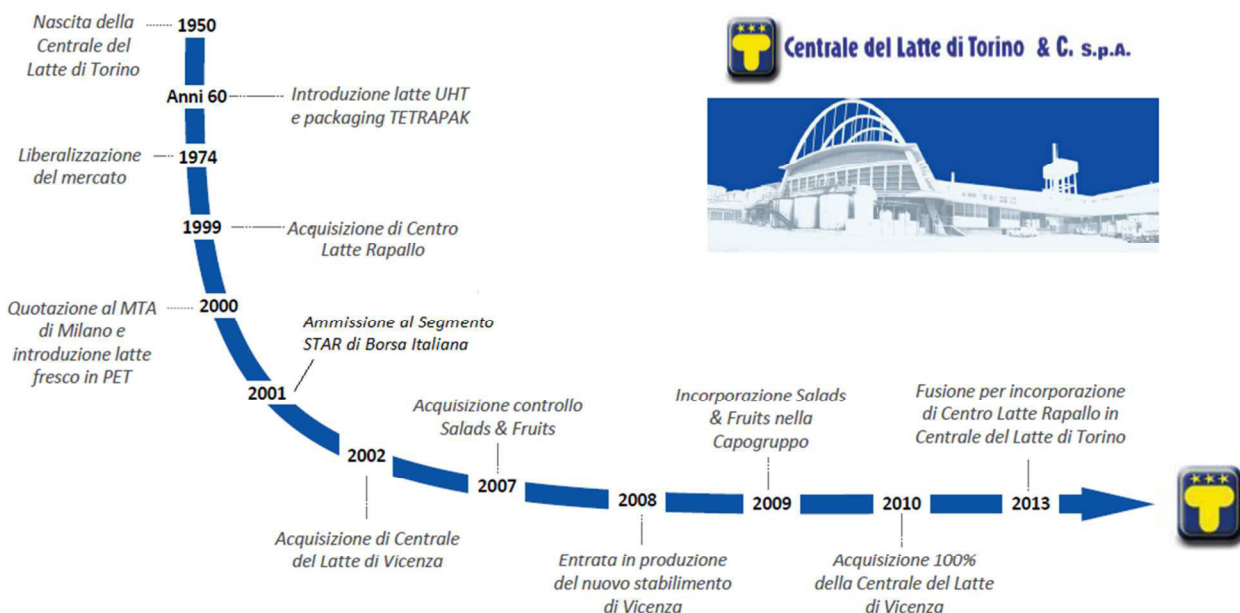 Nascita della
Centrale del
Latte di Torino
1950
Centrale del Latte di Torino & C. S.p.A.
Anni 60
Introduzione latte UHT
e packaging TETRAPAK
Liberalizzazione
del mercato
1974
1999
Acquisizione di Centro
Latte Rapallo
Quotazione al MTA
di Milano e
introduzione latte
fresco in PET
2000
Ammissione al Segmento
STAR di Borsa Italiana
2001
2002
Acquisizione di Centrale
del Latte di Vicenza
Acquisizione controllo
Salads & Fruits
2007
2008
Entrata in produzione
del nuovo stabilimento
di Vicenza
Incorporazione Salads
& Fruits nella
Capogruppo
2009
2010
Acquisizione 100%
della Centrale del Latte
di Vicenza
Fusione per incorporazione
di Centro Latte Rapallo in
Centrale del Latte di Torino
2013